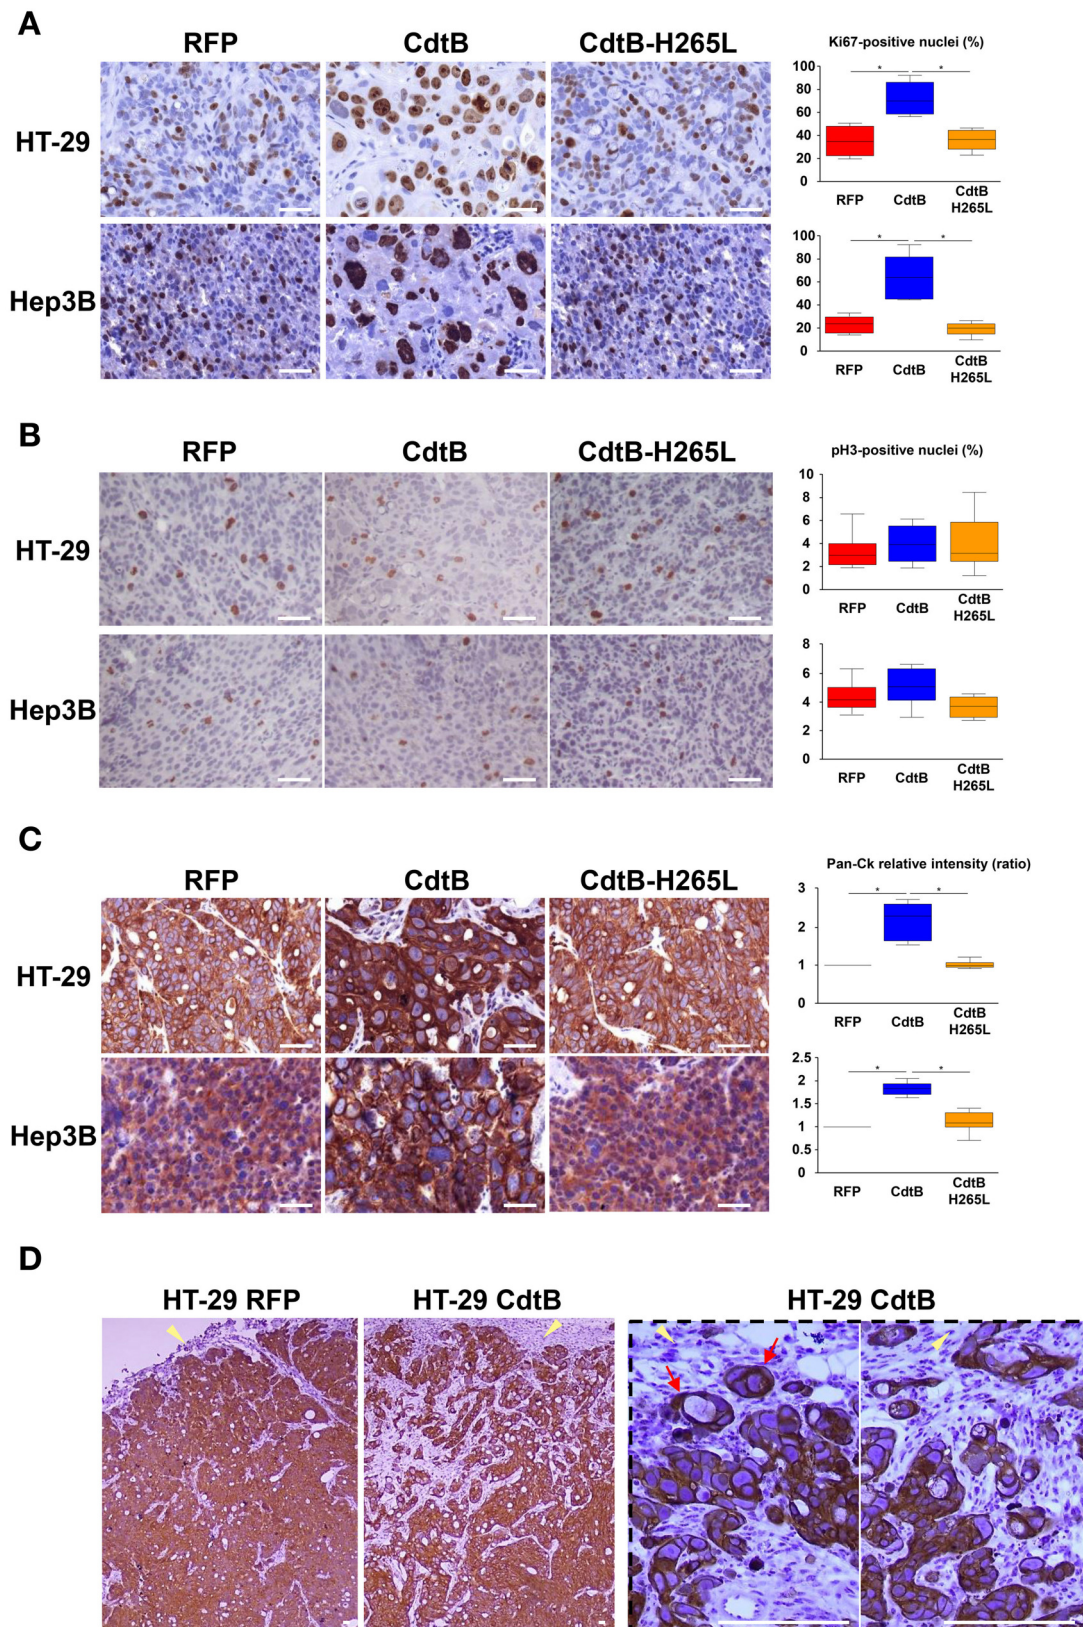 A
RFP CdtB CdtB-H265L
HT-29
Hep3B
Ki67-positive nuclei (%)
100
80
60
40
20
0
* *
RFP CdtB CdtB
H265L
100
80
60
40
20
0
* *
RFP CdtB CdtB
H265L
B
RFP CdtB CdtB-H265L
HT-29
Hep3B
pH3-positive nuclei (%)
10
8
6
4
2
0
RFP CdtB CdtB
H265L
8
6
4
2
0
RFP CdtB CdtB
H265L
C
RFP CdtB CdtB-H265L
HT-29
Hep3B
Pan-Ck relative intensity (ratio)
3
2
1
0
* *
RFP CdtB CdtB
H265L
2.5
2
1.5
1
0.5
0
* *
RFP CdtB CdtB
H265L
D
HT-29 RFP HT-29 CdtB HT-29 CdtB